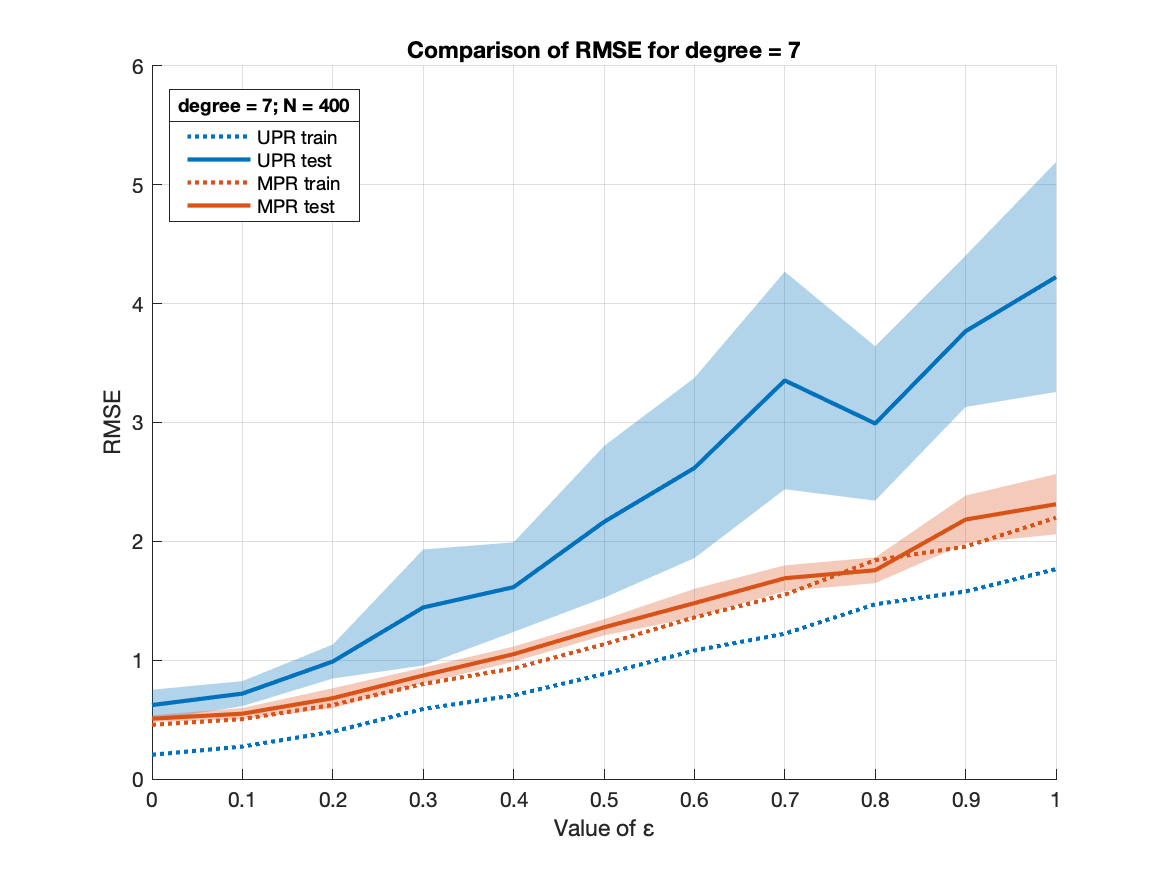 Comparison of RMSE for degree = 7
6
5
4
3
2
1
0
RMSE
degree = 7; N = 400
UPR train
UPR test
MPR train
MPR test
0 0.1 0.2 0.3 0.4 0.5 0.6 0.7 0.8 0.9 1
Value of ε